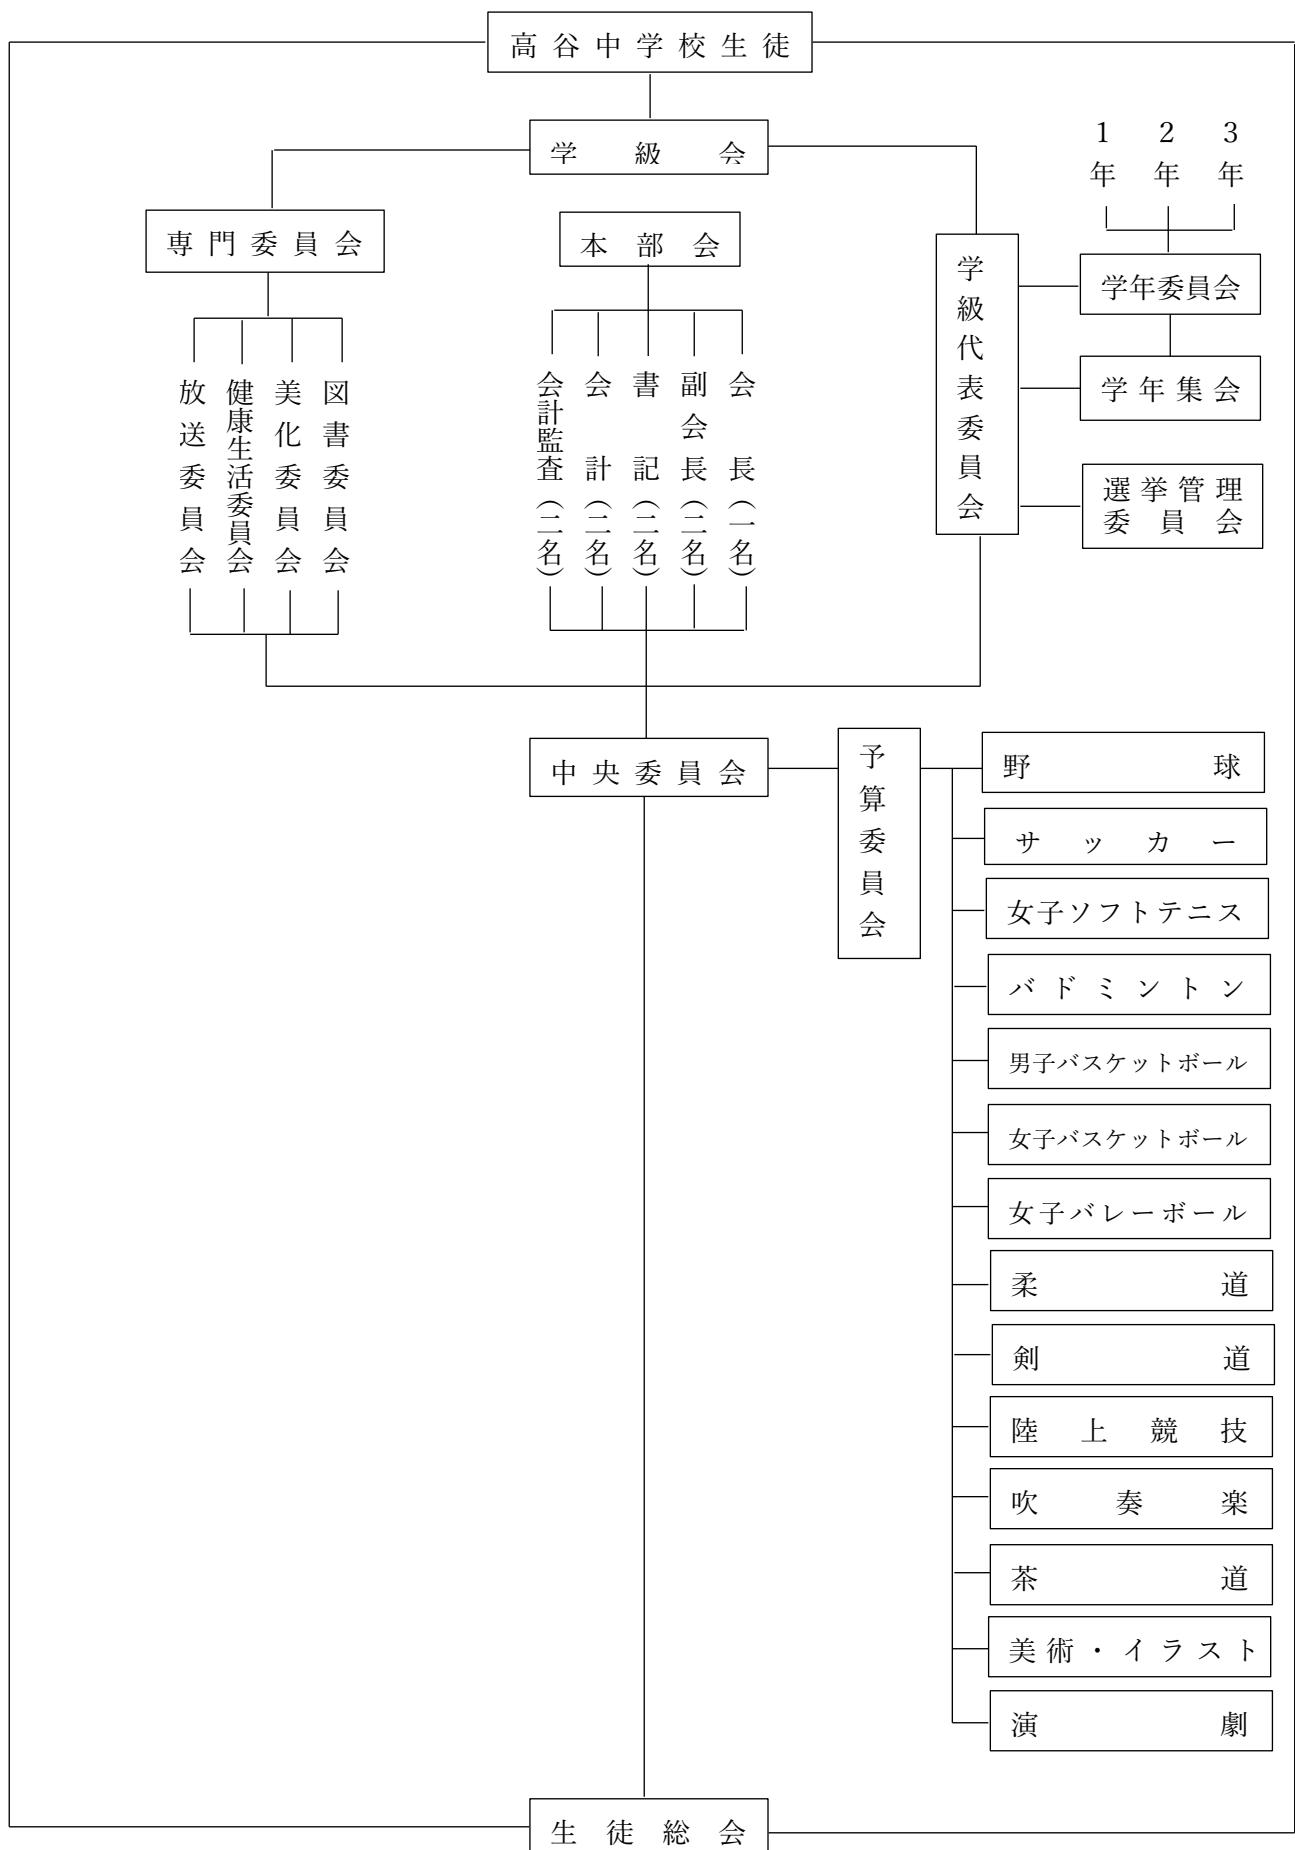 高谷中学校生徒
学級会
1年
2年
3年
専門委員会
本部会
学級代表委員会
学年委員会
学年集会
選挙管理
委員会
図書委員会
美化委員会
健康生活委員会
放送委員会
会長(一名)
副会長(二名)
書記(二名)
会計(二名)
会計監査(二名)
中央委員会
予算委員会
野球
サッカー
女子ソフトテニス
バドミントン
男子バスケットボール
女子バスケットボール
女子バレーボール
柔道
剣道
陸上競技
吹奏楽
茶道
美術・イラスト
演劇
生徒総会